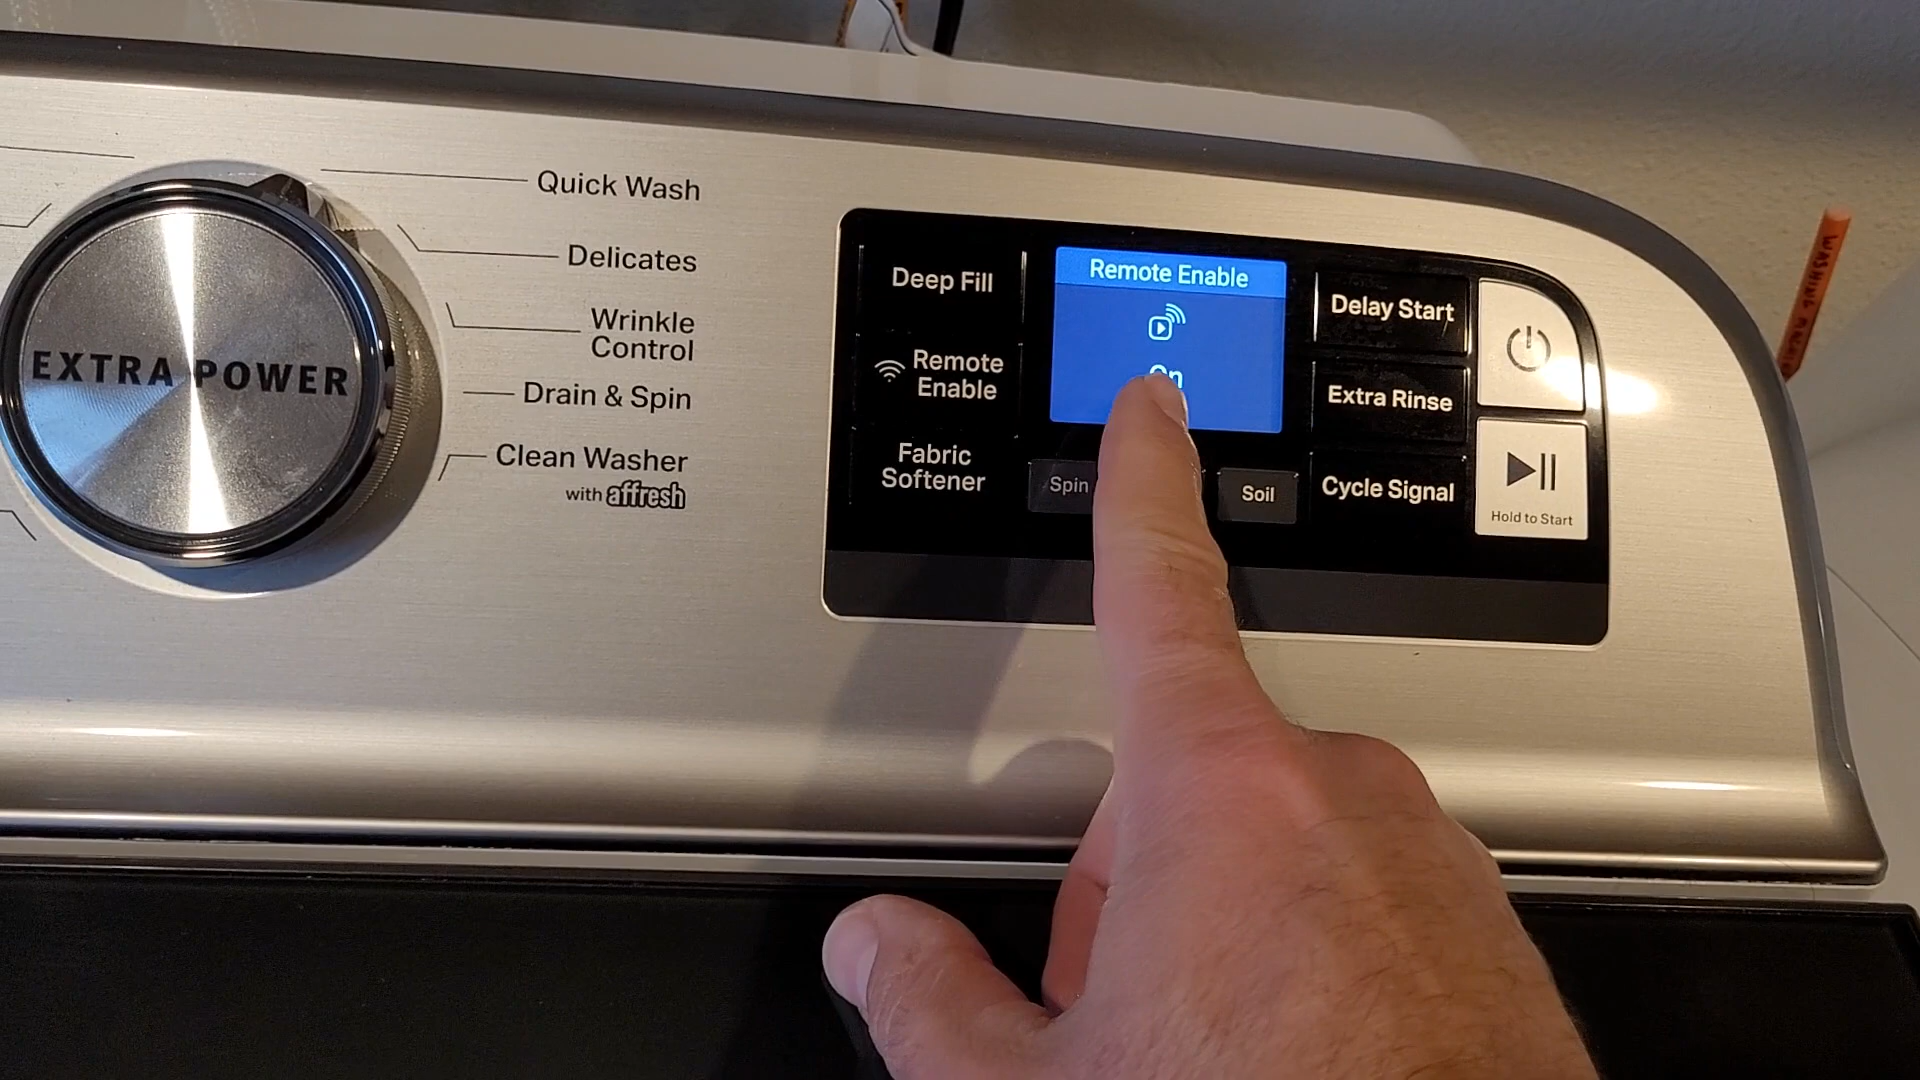 Quick Wash
Delicates
Wrinkle
Control
Drain & Spin
Clean Washer
with affresh
EXTRA POWER
Deep Fill
Remote
Enable
Fabric
Softener
Remote Enable
On
Spin
Soil
Delay Start
Extra Rinse
Cycle Signal
Hold to Start
WASHING